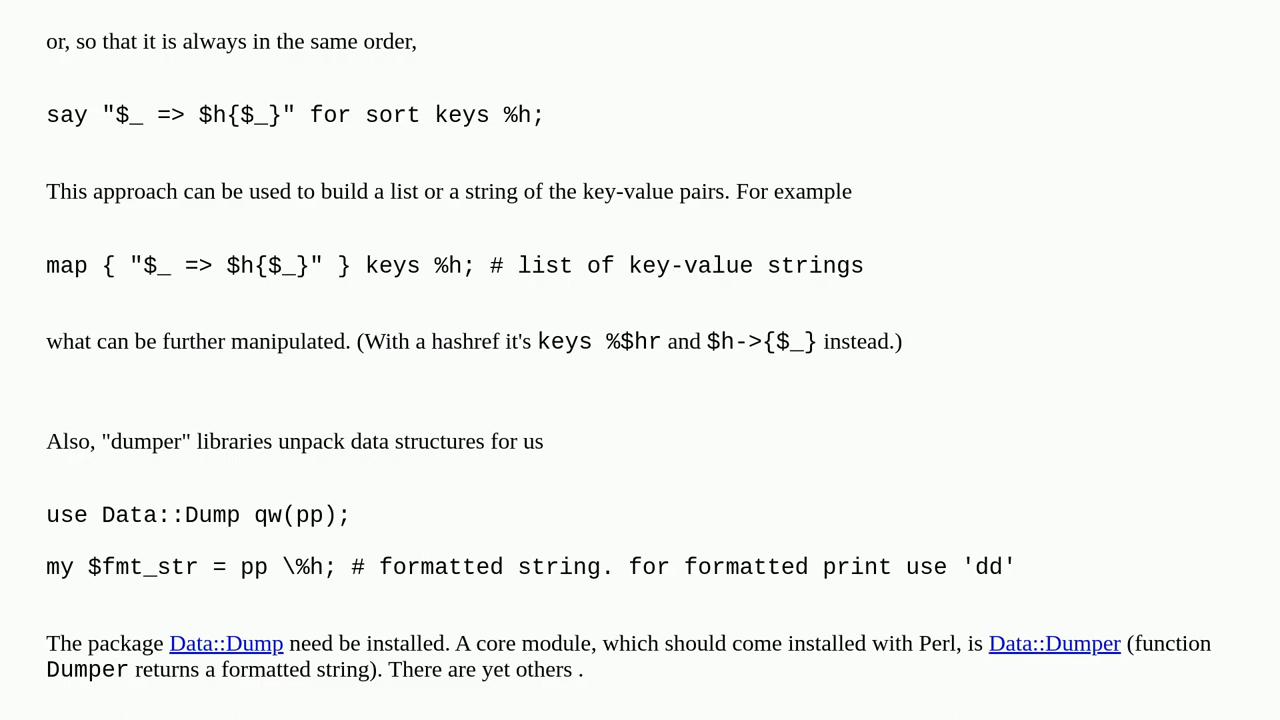 or, so that it is always in the same order,
say "$_ => $h{$_}" for sort keys %h;
This approach can be used to build a list or a string of the key-value pairs. For example
map { "$_ => $h{$_}" } keys %h; # list of key-value strings
what can be further manipulated. (With a hashref it's keys %$hr and $h->{$_} instead.)
Also, "dumper" libraries unpack data structures for us
use Data::Dump qw(pp);
my $fmt_str = pp \%h; # formatted string. for formatted print use 'dd'
The package Data::Dump need be installed. A core module, which should come installed with Perl, is Data::Dumper (function
Dumper returns a formatted string). There are yet others .